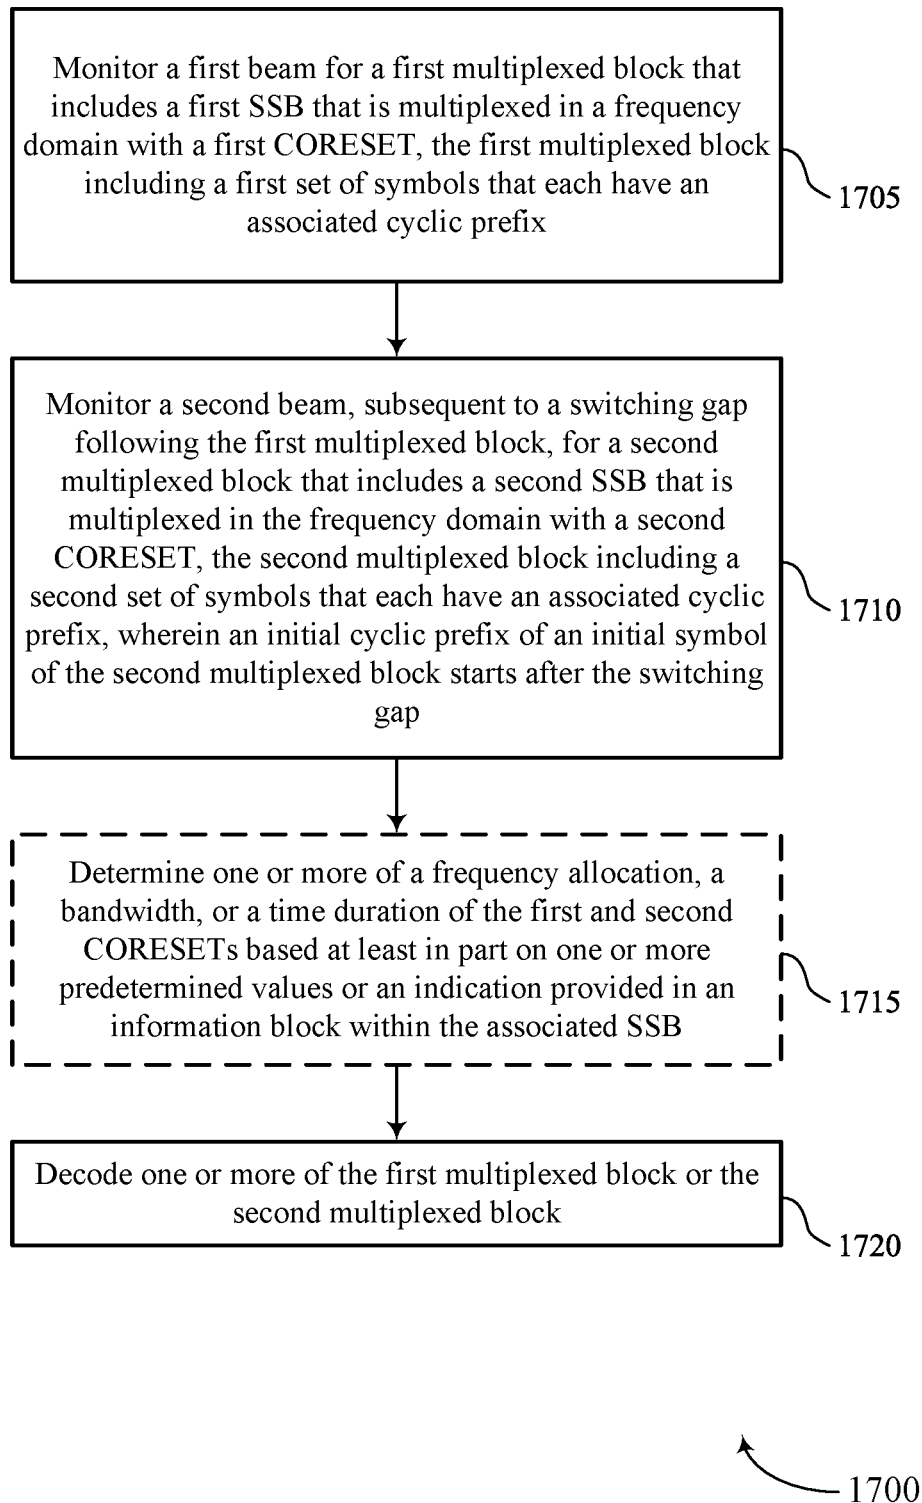 Monitor a first beam for a first multiplexed block that
includes a first SSB that is multiplexed in a frequency
domain with a first CORESET, the first multiplexed block
including a first set of symbols that each have an
associated cyclic prefix
1705
Monitor a second beam, subsequent to a switching gap
following the first multiplexed block, for a second
multiplexed block that includes a second SSB that is
multiplexed in the frequency domain with a second
CORESET, the second multiplexed block including a
second set of symbols that each have an associated cyclic
prefix, wherein an initial cyclic prefix of an initial symbol
of the second multiplexed block starts after the switching
gap
1710
Determine one or more of a frequency allocation, a
bandwidth, or a time duration of the first and second
CORESETs based at least in part on one or more
predetermined values or an indication provided in an
information block within the associated SSB
1715
Decode one or more of the first multiplexed block or the
second multiplexed block
1720
1700